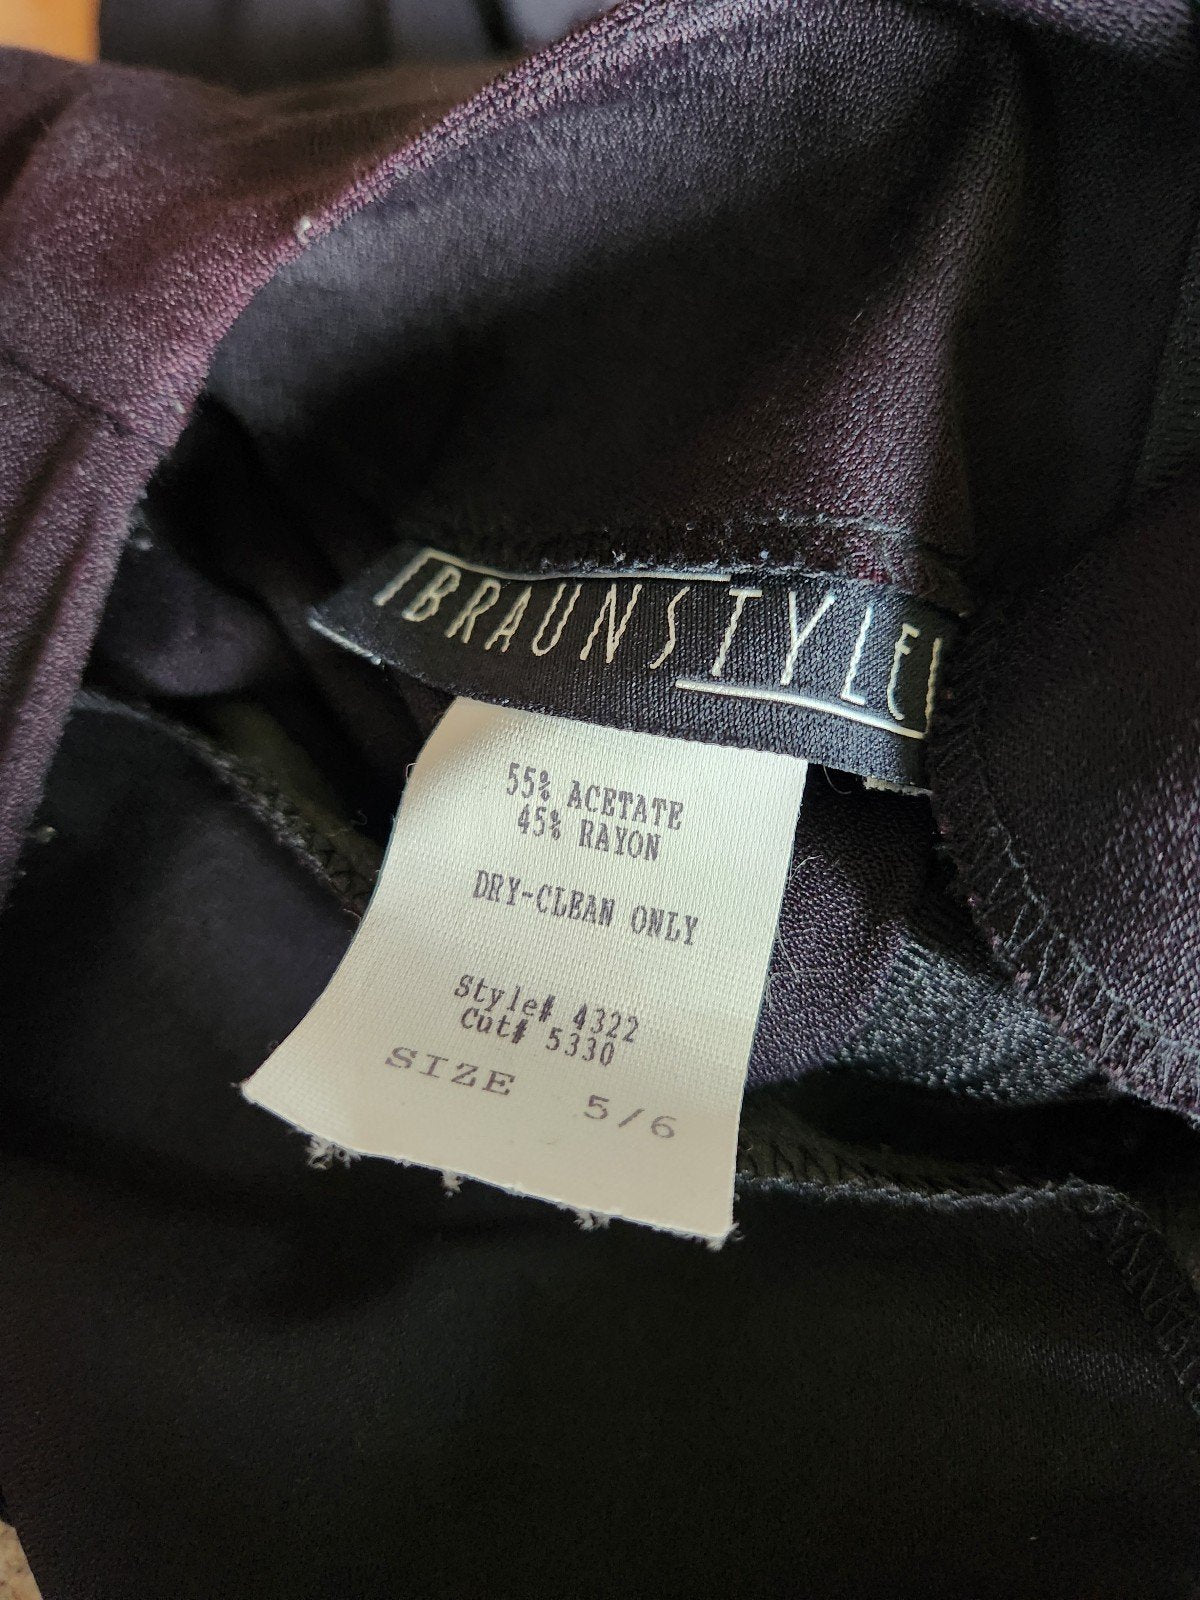 BRAUNSTYLE
55% ACETATE
45% RAYON
DRY-CLEAN ONLY
Style# 4322
Cut# 5330
SIZE 5/6